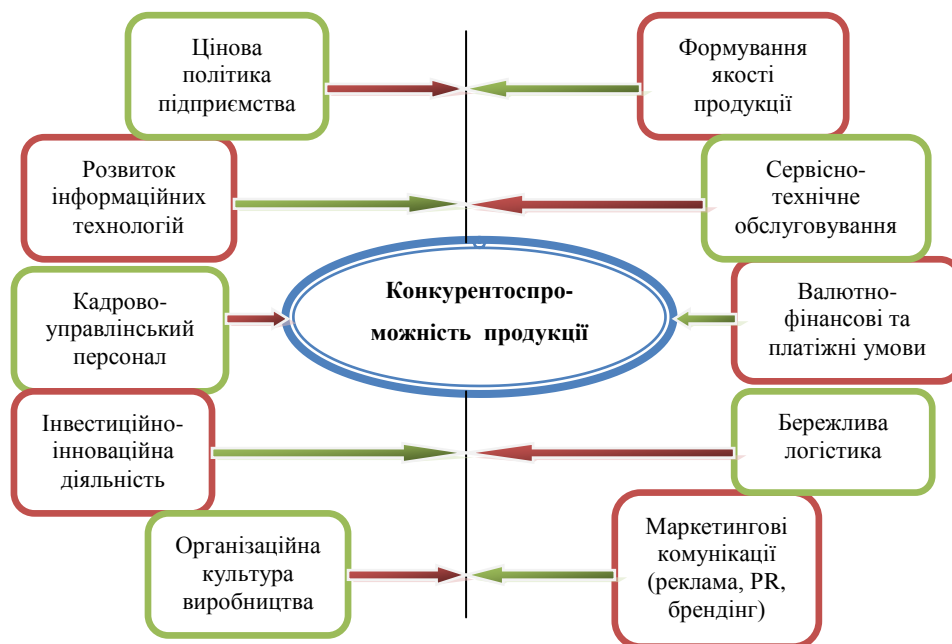 Цінова
політика
підприємства
Формування
якості
продукції
Розвиток
інформаційних
технологій
Сервісно-
технічне
обслуговування
Конкурентоспро-
можність продукції
Кадрово-
управлінський
персонал
Валютно-
фінансові та
платіжні умови
Інвестиційно-
інноваційна
діяльність
Бережлива
логістика
Організаційна
культура
виробництва
Маркетингові
комунікації
(реклама, PR,
брендінг)